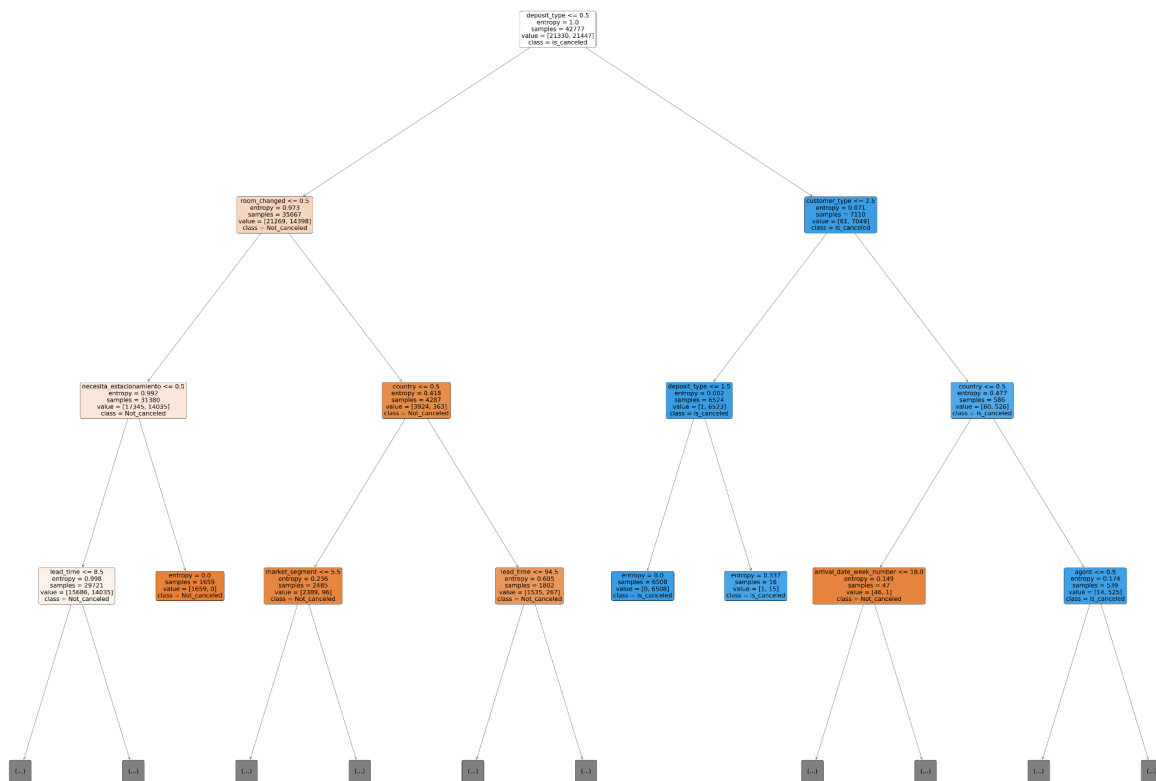 deposit_type <= 0.5
entropy = 1.0
samples = 42777
value = [21330, 21447]
class = is_canceled
room_changed <= 0.5
entropy = 0.973
samples = 35667
value = [21269, 14398]
class = Not_canceled
customer_type <= 2.5
entropy = 0.071
samples = 7110
value = [61, 7049]
class = is_canceled
necesita_estacionamiento <= 0.5
entropy = 0.992
samples = 31380
value = [17345, 14035]
class = Not_canceled
country <= 0.5
entropy = 0.418
samples = 4287
value = [3924, 363]
class = Not_canceled
deposit_type <= 1.5
entropy = 0.002
samples = 6524
value = [1, 6523]
class = is_canceled
country <= 0.5
entropy = 0.477
samples = 586
value = [60, 526]
class = is_canceled
lead_time <= 8.5
entropy = 0.998
samples = 29721
value = [15686, 14035]
class = Not_canceled
entropy = 0.0
samples = 1659
value = [1659, 0]
class = Not_canceled
market_segment <= 5.5
entropy = 0.236
samples = 2485
value = [2389, 96]
class = Not_canceled
lead_time <= 94.5
entropy = 0.605
samples = 1802
value = [1535, 267]
class = Not_canceled
entropy = 0.0
samples = 6508
value = [0, 6508]
class = is_canceled
entropy = 0.337
samples = 16
value = [1, 15]
class = is_canceled
arrival_date_week_number <= 18.0
entropy = 0.149
samples = 47
value = [46, 1]
class = Not_canceled
agent <= 0.5
entropy = 0.174
samples = 539
value = [14, 525]
class = is_canceled
(...)
(...)
(...)
(...)
(...)
(...)
(...)
(...)
(...)
(...)